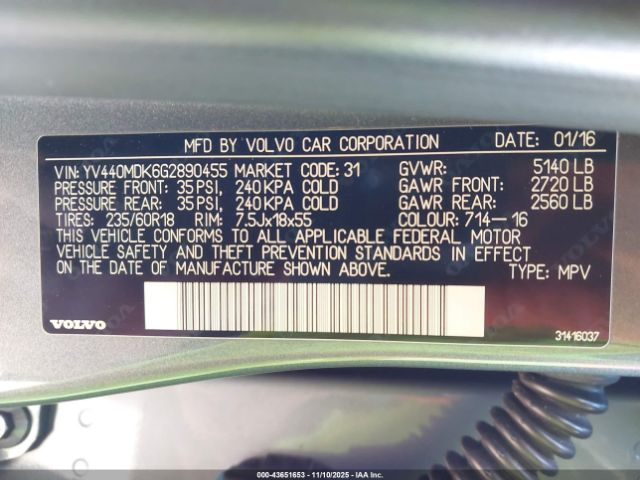 MFD BY VOLVO CAR CORPORATION DATE: 01/16
VIN: YV440MDK6G2890455 MARKET CODE: 31 GVWR: 5140 LB
PRESSURE FRONT: 35 PSI, 240 KPA COLD GAWR FRONT: 2720 LB
PRESSURE REAR: 35 PSI, 240 KPA COLD GAWR REAR: 2560 LB
TIRES: 235/60R18 RIM: 7.5Jx18x55 COLOUR: 714-16
THIS VEHICLE CONFORMS TO ALL APPLICABLE FEDERAL MOTOR
VEHICLE SAFETY AND THEFT PREVENTION STANDARDS IN EFFECT
ON THE DATE OF MANUFACTURE SHOWN ABOVE. TYPE: MPV
VOLVO 31416037
000-43651653 - 11/10/2025 - IAAI.COM